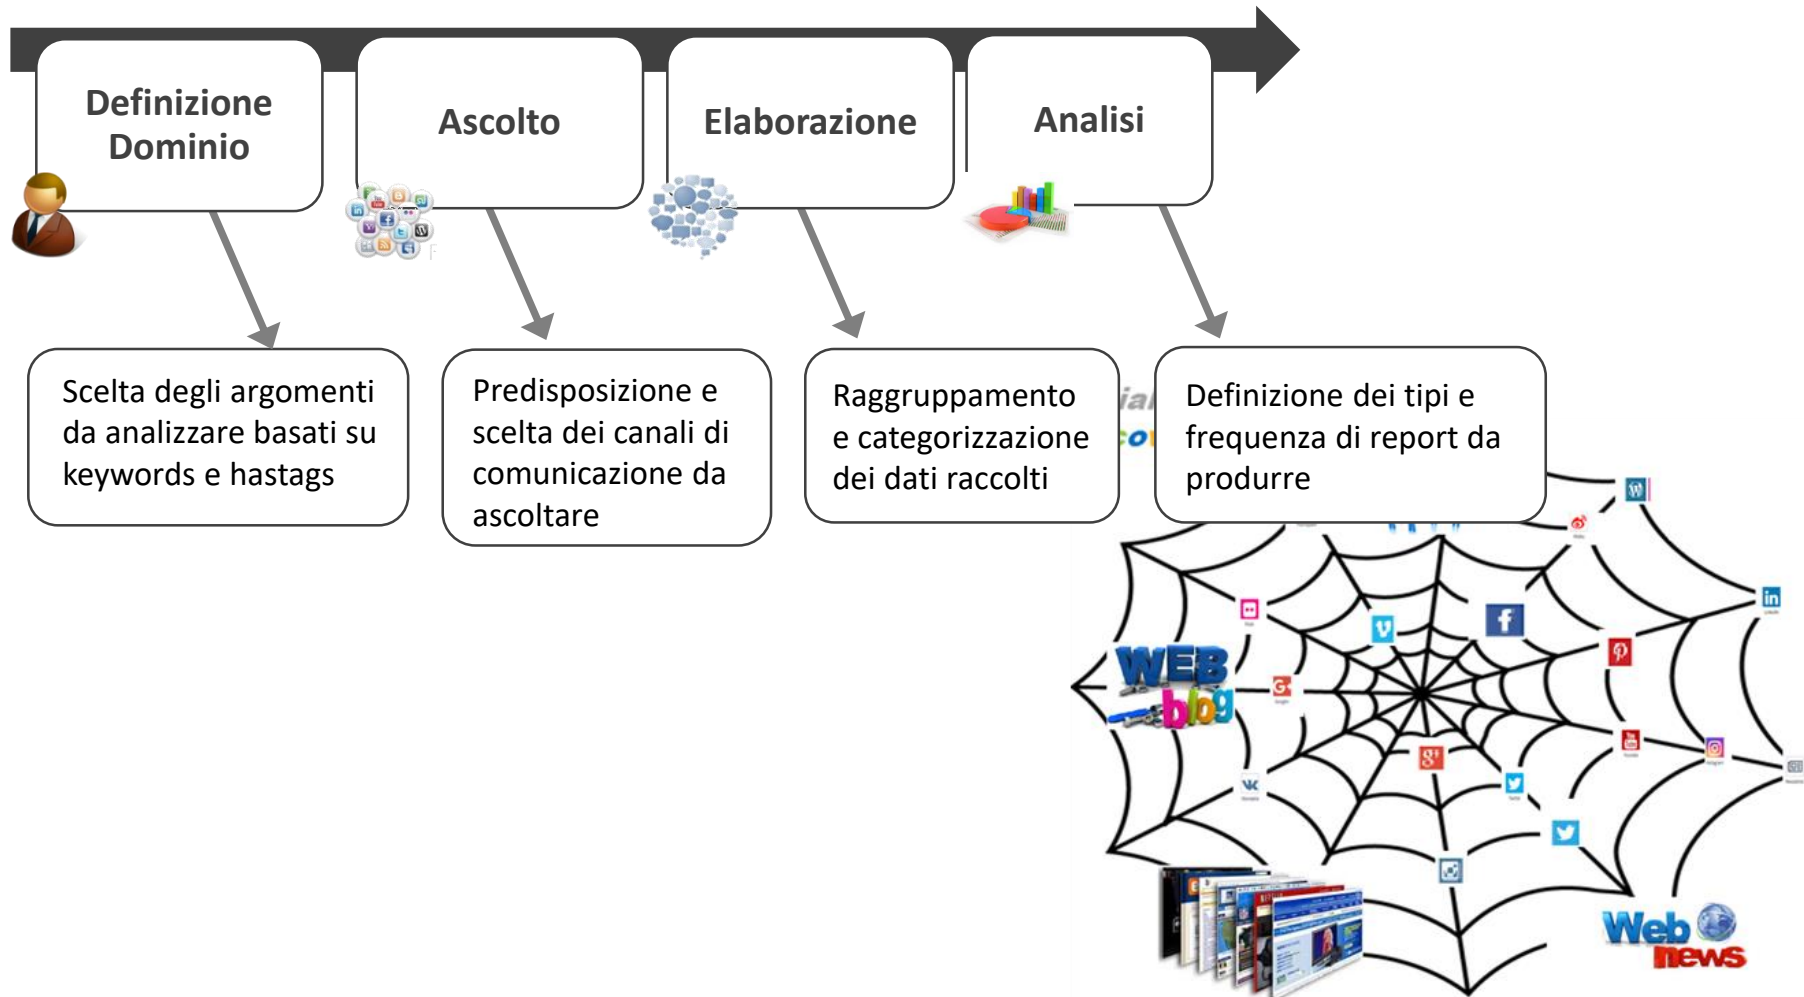 Definizione
Dominio
Ascolto
Elaborazione
Analisi
F
Scelta degli argomenti
da analizzare basati su
keywords e hastags
Predisposizione e
scelta dei canali di
comunicazione da
ascoltare
Raggruppamento
e categorizzazione
dei dati raccolti
Definizione dei tipi e
frequenza di report da
produrre
WEB
blog
Web
news